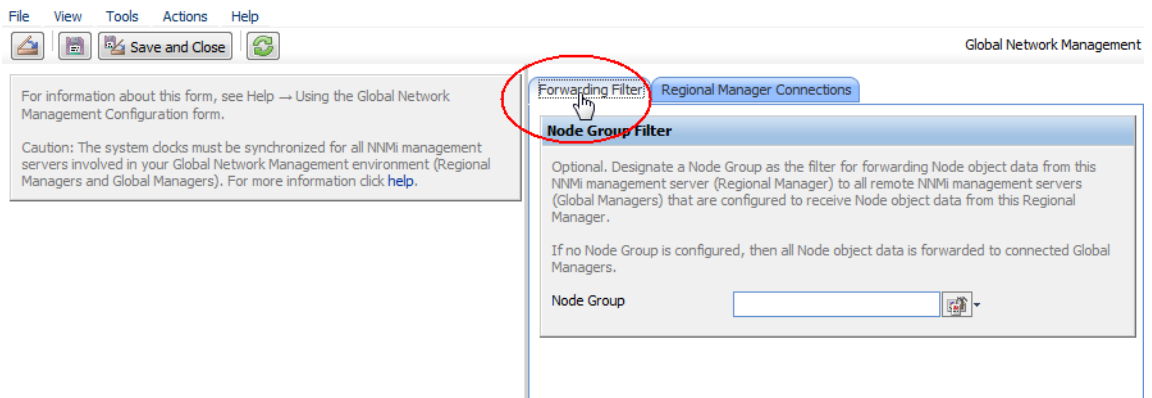 File View Tools Actions Help
Save and Close
Global Network Management
For information about this form, see Help → Using the Global Network
Management Configuration form.
Caution: The system clocks must be synchronized for all NNMi management
servers involved in your Global Network Management environment (Regional
Managers and Global Managers). For more information click help.
Forwarding Filter Regional Manager Connections
Node Group Filter
Optional. Designate a Node Group as the filter for forwarding Node object data from this
NNMi management server (Regional Manager) to all remote NNMi management servers
(Global Managers) that are configured to receive Node object data from this Regional
Manager.
If no Node Group is configured, then all Node object data is forwarded to connected Global
Managers.
Node Group